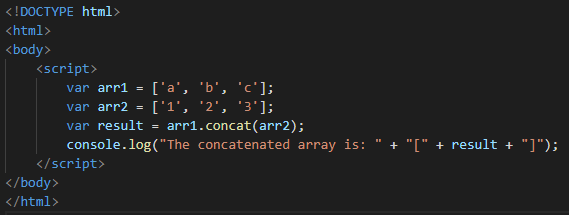 <!DOCTYPE html>
<html>
<body>
    <script>
        var arr1 = ['a', 'b', 'c'];
        var arr2 = ['1', '2', '3'];
        var result = arr1.concat(arr2);
        console.log("The concatenated array is: " + "[" + result + "]");
    </script>
</body>
</html>